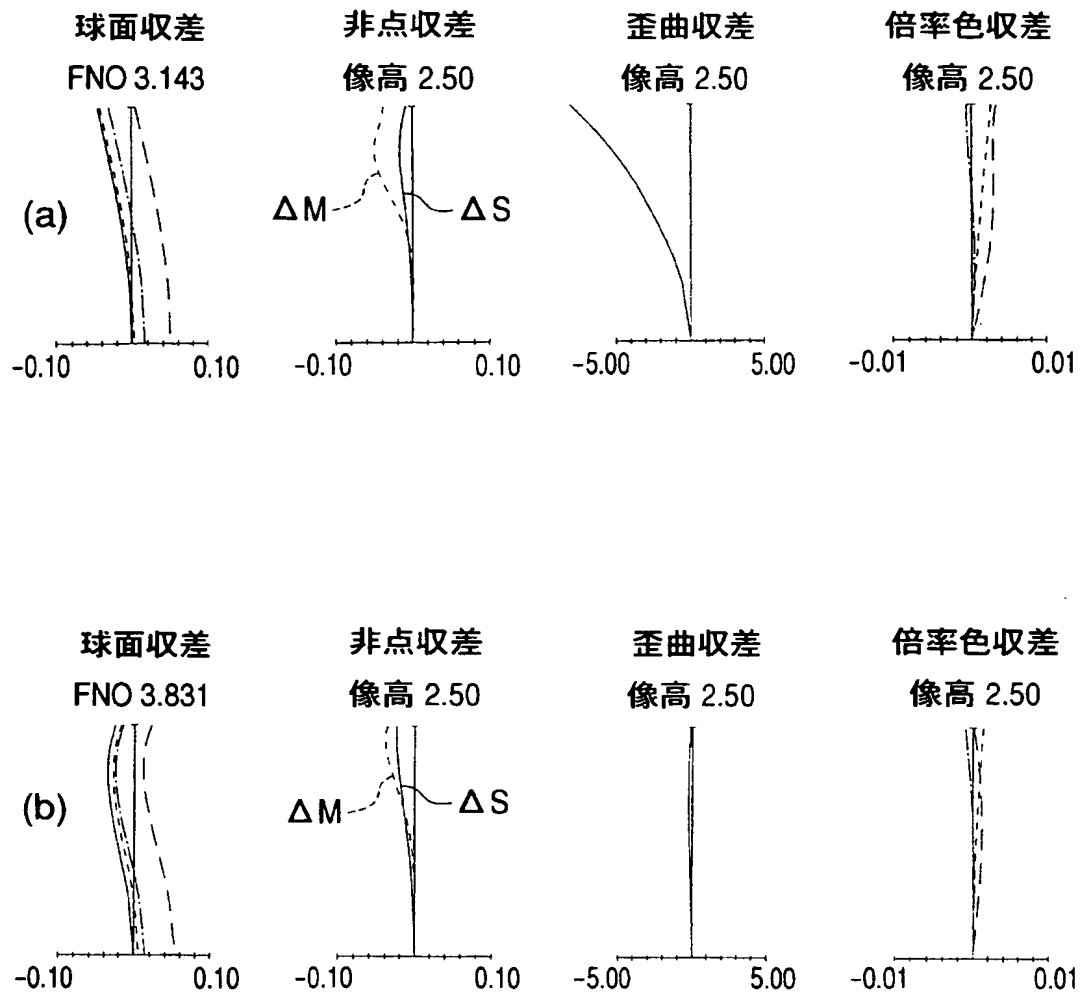 球面収差 非点収差 歪曲収差 倍率色収差
FNO 3.143 像高 2.50 像高 2.50 像高 2.50
(a) ΔM ΔS
-0.10 0.10 -0.10 0.10 -5.00 5.00 -0.01 0.01
球面収差 非点収差 歪曲収差 倍率色収差
FNO 3.831 像高 2.50 像高 2.50 像高 2.50
(b) ΔM ΔS
-0.10 0.10 -0.10 0.10 -5.00 5.00 -0.01 0.01